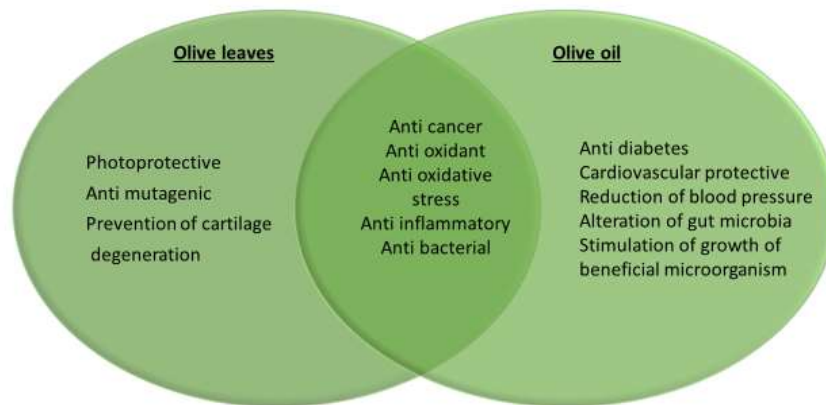 Olive leaves
Photoprotective
Anti mutagenic
Prevention of cartilage
degeneration
Anti cancer
Anti oxidant
Anti oxidative
stress
Anti inflammatory
Anti bacterial
Olive oil
Anti diabetes
Cardiovascular protective
Reduction of blood pressure
Alteration of gut microbia
Stimulation of growth of
beneficial microorganism